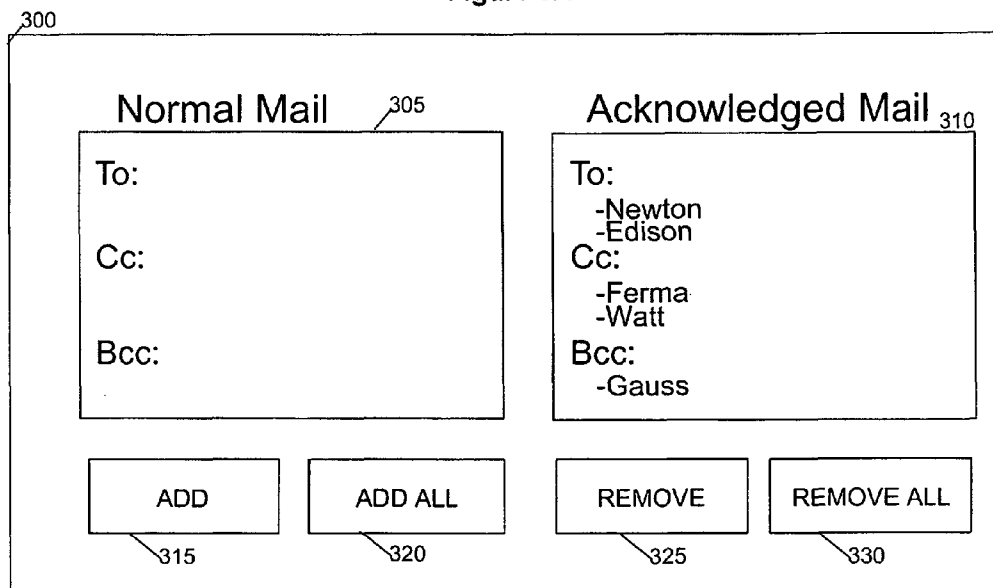 300
Normal Mail
305
To:
Cc:
Bcc:
Acknowledged Mail
310
To:
-Newton
-Edison
Cc:
-Ferma
-Watt
Bcc:
-Gauss
ADD
ADD ALL
REMOVE
REMOVE ALL
315
320
325
330